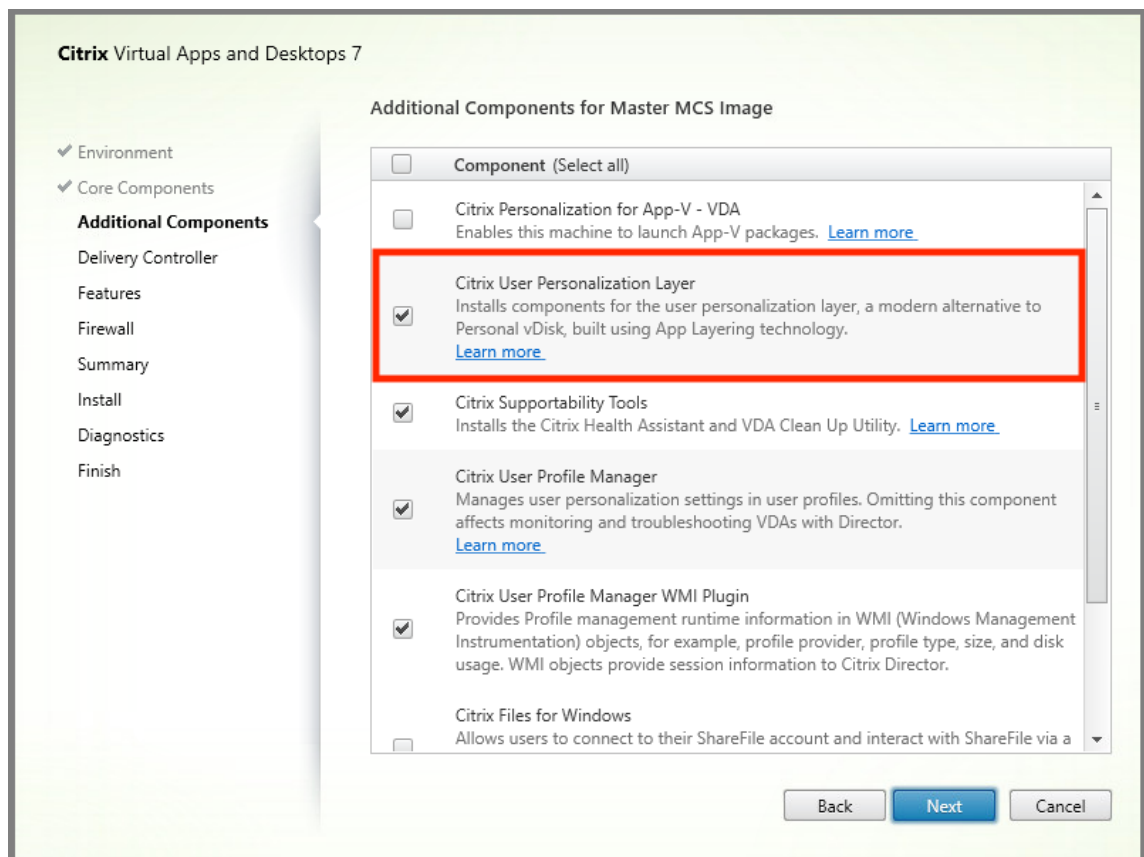 Citrix Virtual Apps and Desktops 7
Additional Components for Master MCS Image
Environment
Core Components
Additional Components
Delivery Controller
Features
Firewall
Summary
Install
Diagnostics
Finish
Component (Select all)
Citrix Personalization for App-V - VDA
Enables this machine to launch App-V packages. Learn more
Citrix User Personalization Layer
Installs components for the user personalization layer, a modern alternative to
Personal vDisk, built using App Layering technology.
Learn more
Citrix Supportability Tools
Installs the Citrix Health Assistant and VDA Clean Up Utility. Learn more
Citrix User Profile Manager
Manages user personalization settings in user profiles. Omitting this component
affects monitoring and troubleshooting VDAs with Director.
Learn more
Citrix User Profile Manager WMI Plugin
Provides Profile management runtime information in WMI (Windows Management
Instrumentation) objects, for example, profile provider, profile type, size, and disk
usage. WMI objects provide session information to Citrix Director.
Citrix Files for Windows
Allows users to connect to their ShareFile account and interact with ShareFile via a
Back
Next
Cancel